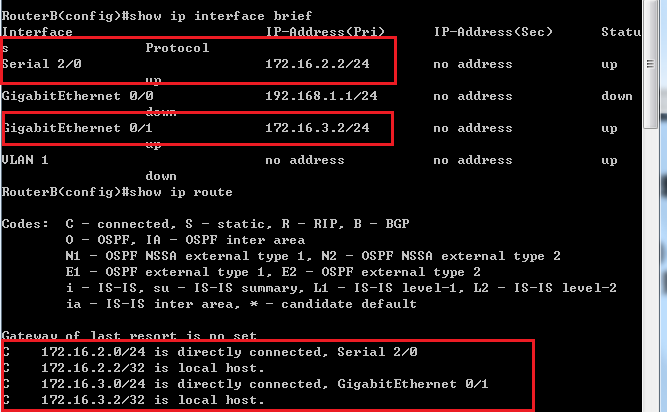 RouterB(config)#show ip interface brief
Interface IP-Address(Pri) IP-Address(Sec) Statu
s Protocol
Serial 2/0 172.16.2.2/24 no address up
up
GigabitEthernet 0/0 192.168.1.1/24 no address down
down
GigabitEthernet 0/1 172.16.3.2/24 no address up
up
VLAN 1 no address no address up
down
RouterB(config)#show ip route
Codes: C - connected, S - static, R - RIP, B - BGP
O - OSPF, IA - OSPF inter area
N1 - OSPF NSSA external type 1, N2 - OSPF NSSA external type 2
E1 - OSPF external type 1, E2 - OSPF external type 2
i - IS-IS, su - IS-IS summary, L1 - IS-IS level-1, L2 - IS-IS level-2
ia - IS-IS inter area, * - candidate default
Gateway of last resort is no set
C 172.16.2.0/24 is directly connected, Serial 2/0
C 172.16.2.2/32 is local host.
C 172.16.3.0/24 is directly connected, GigabitEthernet 0/1
C 172.16.3.2/32 is local host.